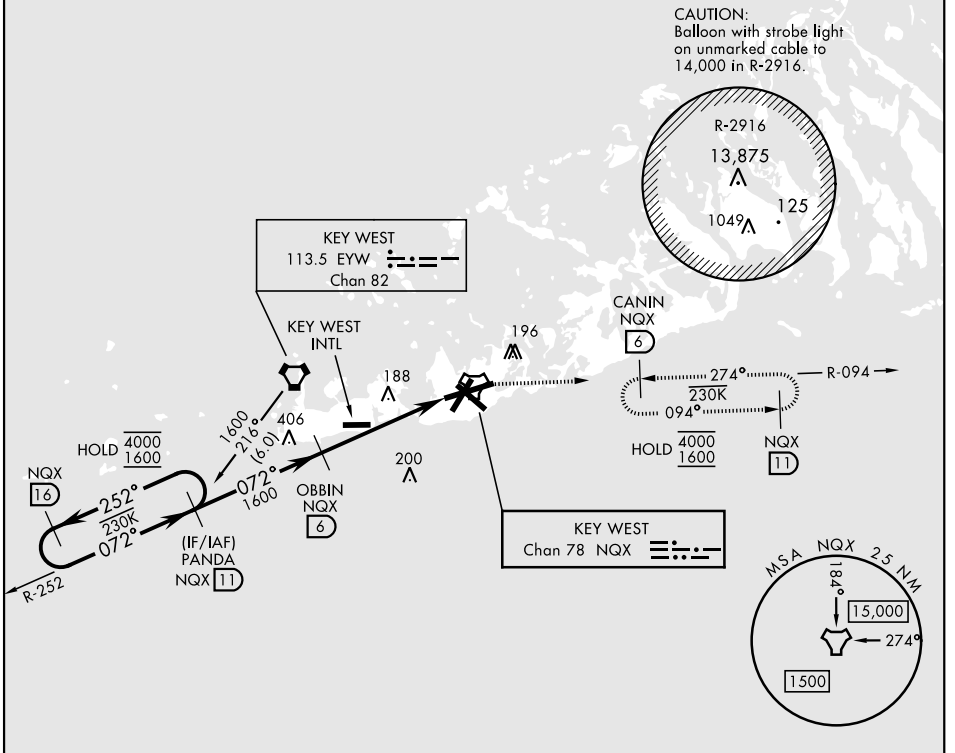 CAUTION:
Balloon with strobe light
on unmarked cable to
14,000 in R-2916.
R-2916
13,875
1049
125
KEY WEST
113.5 EYW
Chan 82
KEY WEST
INTL
CANIN
NQX
6
196
188
406
200
274°
230K
094°
R-094
HOLD 4000
1600
NQX
11
1600
216°
(6.0)
HOLD 4000
1600
NQX
16
252°
230K
072°
R-252
072°
1600
(IF/IAF)
PANDA
NQX 11
OBBIN
NQX
6
KEY WEST
Chan 78 NQX
MSA NQX 25 NM
184°
15,000
274°
1500